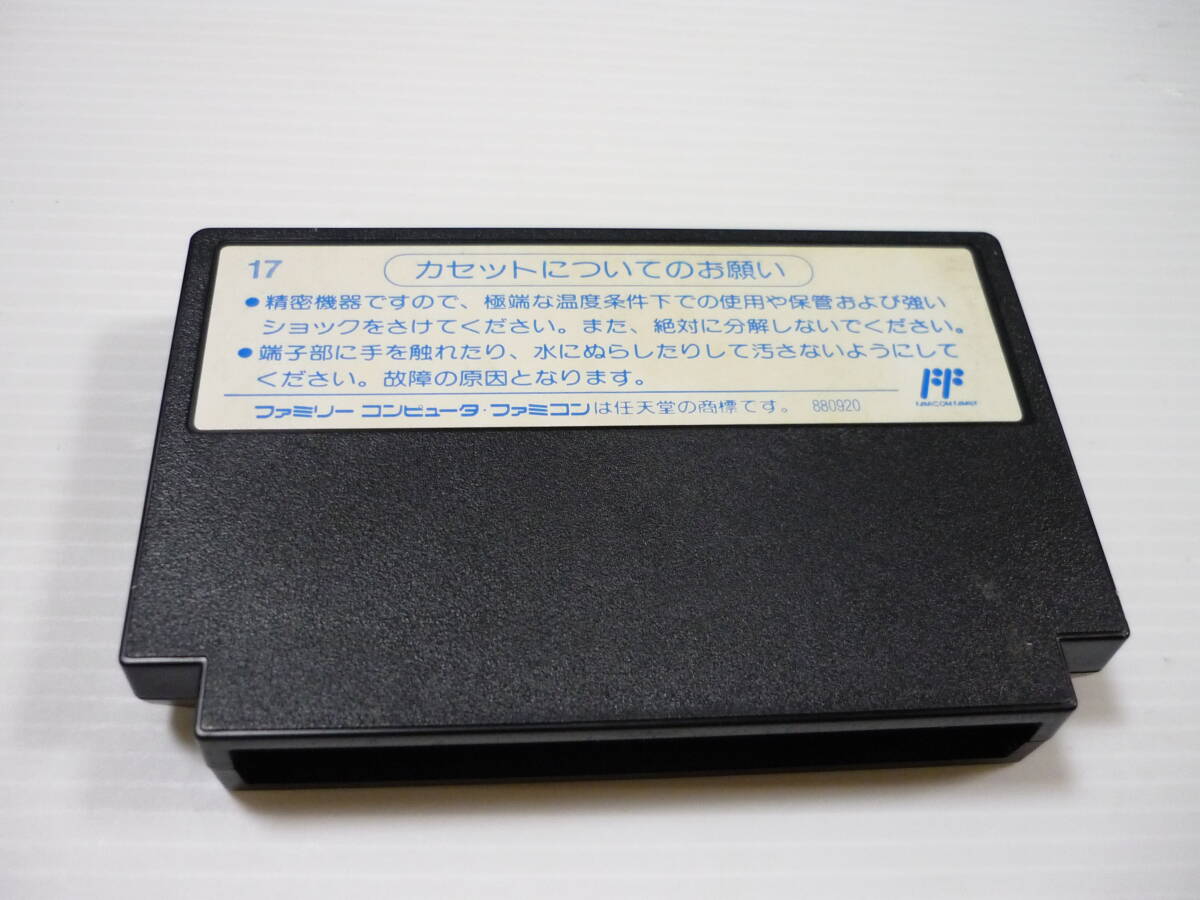 17
カセットについてのお願い
●精密機器ですので、極端な温度条件下での使用や保管および強い
ショックをさけてください。また、絶対に分解しないでください。
●端子部に手を触れたり、水にぬらしたりして汚さないようにして
ください。故障の原因となります。
FF
FAMICOM FAMILY
ファミリー コンピュータ・ファミコンは任天堂の商標です。 880920